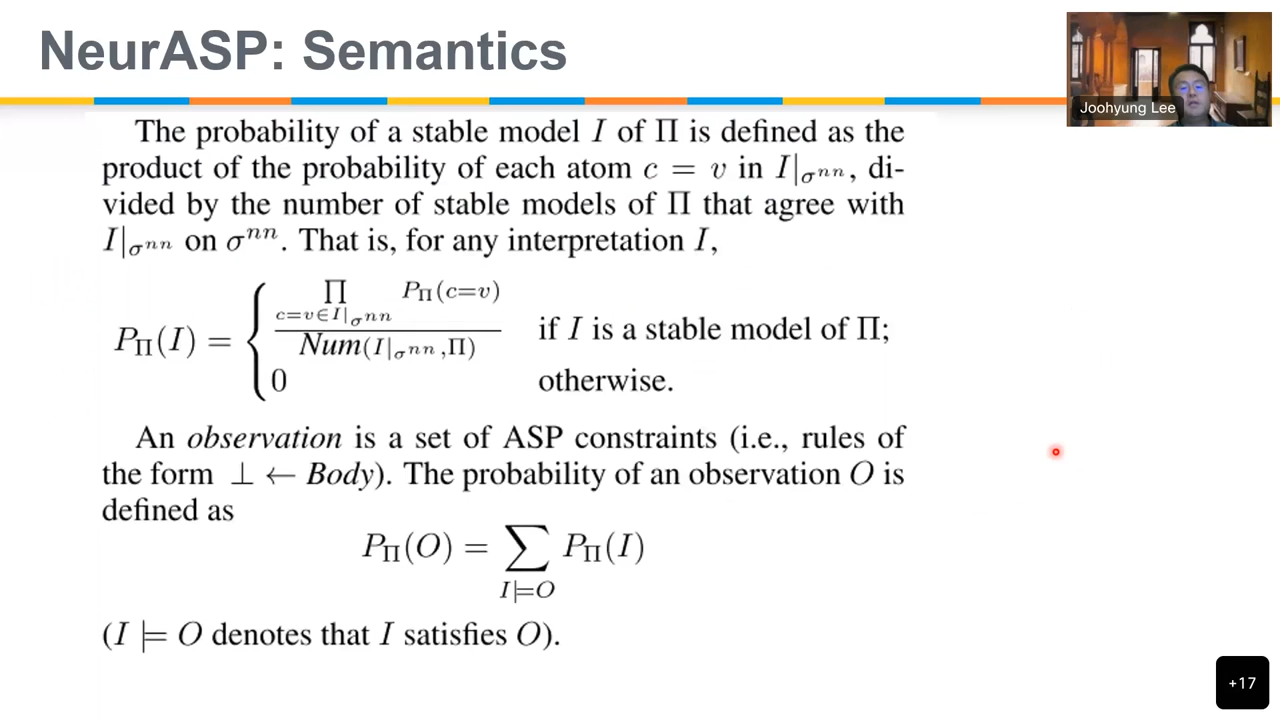 NeurASP: Semantics
Joohyung Lee
The probability of a stable model I of Π is defined as the
product of the probability of each atom c = v in I|σⁿⁿ, di-
vided by the number of stable models of Π that agree with
I|σⁿⁿ on σⁿⁿ. That is, for any interpretation I,
P_Π(I) = { ∏_{c=v∈I|σⁿⁿ} P_Π(c=v) / Num(I|σⁿⁿ,Π) if I is a stable model of Π;
0 otherwise.
An observation is a set of ASP constraints (i.e., rules of
the form ⊥ ← Body). The probability of an observation O is
defined as
P_Π(O) = ∑_{I⊨O} P_Π(I)
(I ⊨ O denotes that I satisfies O).
+17